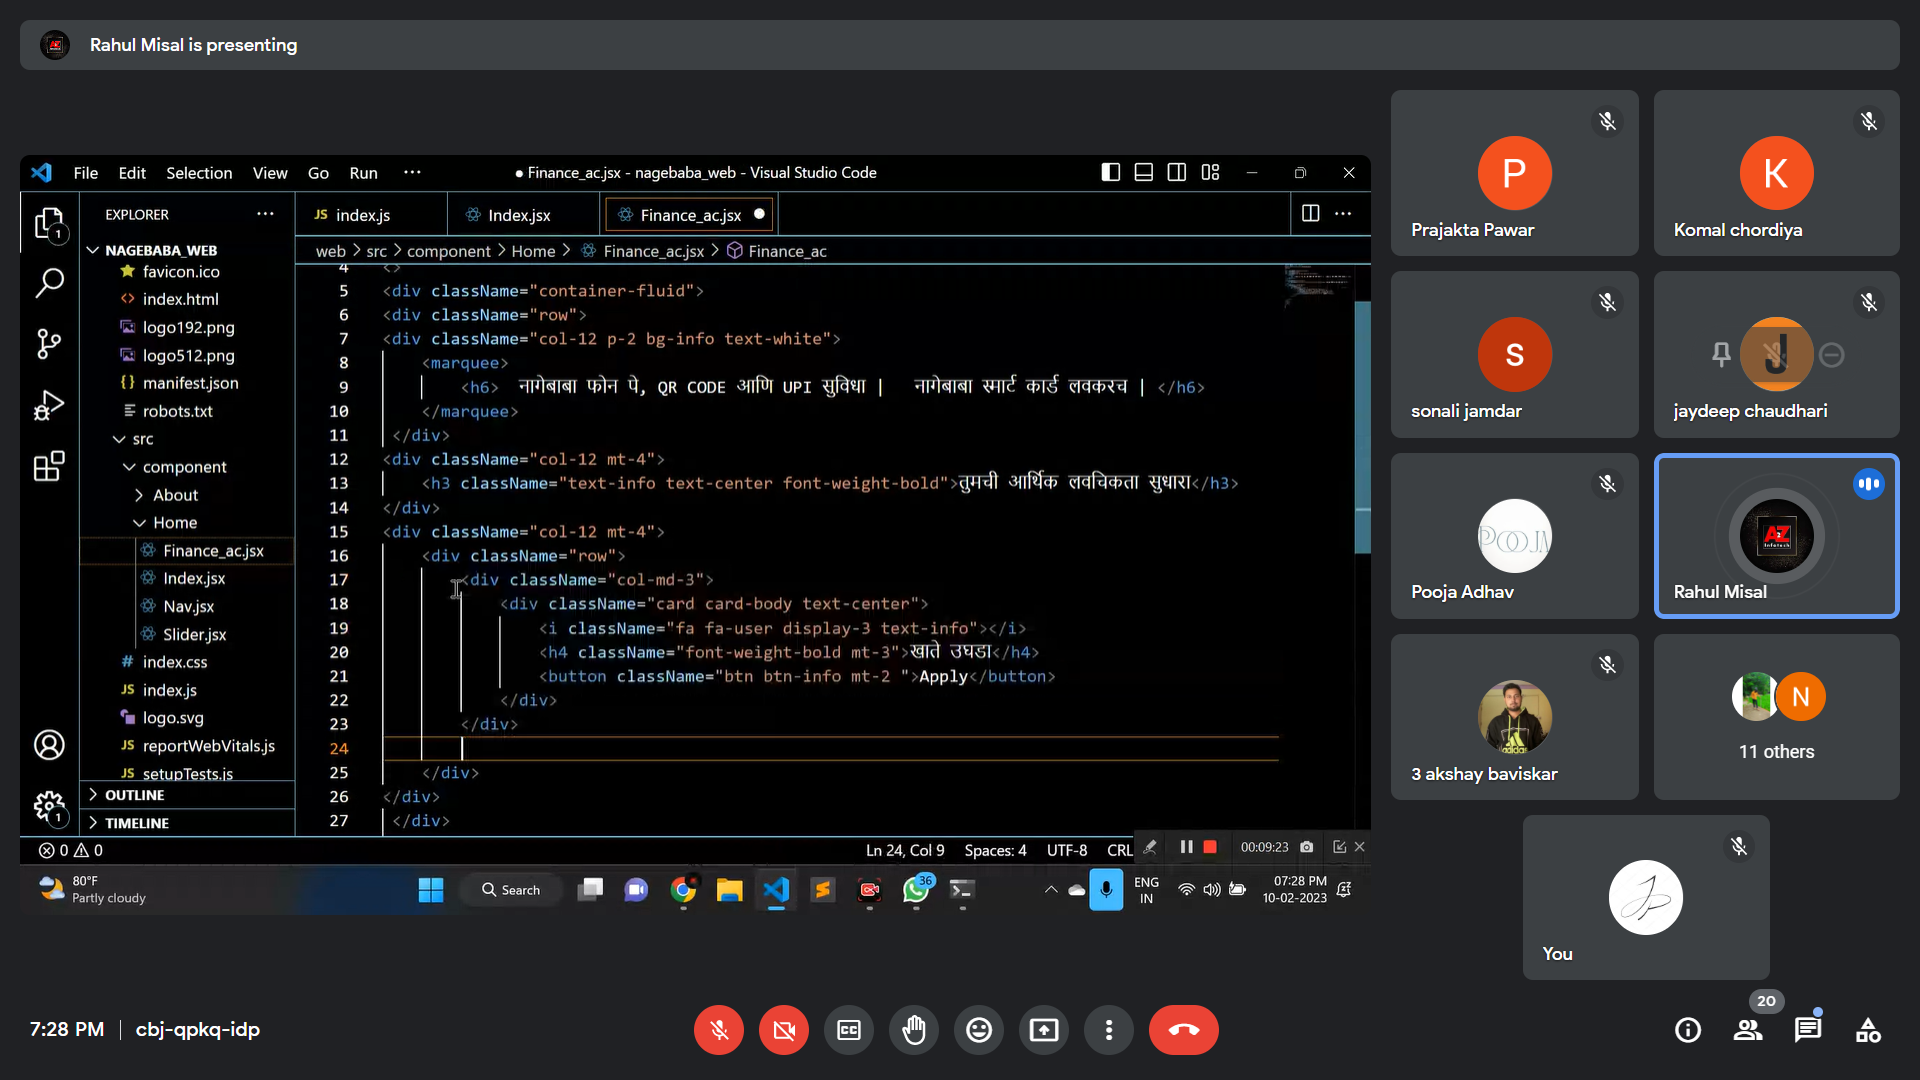 Rahul Misal is presenting
File Edit Selection View Go Run ···
● Finance_ac.jsx - nagebaba_web - Visual Studio Code
EXPLORER ···
JS index.js
Index.jsx
Finance_ac.jsx ●
web > src > component > Home > Finance_ac.jsx > Finance_ac
1
NAGEBABA_WEB
favicon.ico
index.html
logo192.png
logo512.png
manifest.json
robots.txt
src
component
About
Home
Finance_ac.jsx
Index.jsx
Nav.jsx
Slider.jsx
# index.css
JS index.js
logo.svg
JS reportWebVitals.js
JS setupTests.js
OUTLINE
TIMELINE
1
4 <>
5 <div className="container-fluid">
6 <div className="row">
7 <div className="col-12 p-2 bg-info text-white">
8 <marquee>
9 <h6> नागेबाबा फोन पे, QR CODE आणि UPI सुविधा | नागेबाबा स्मार्ट कार्ड लवकरच | </h6>
10 </marquee>
11 </div>
12 <div className="col-12 mt-4">
13 <h3 className="text-info text-center font-weight-bold">तुमची आर्थिक लवचिकता सुधारा</h3>
14 </div>
15 <div className="col-12 mt-4">
16 <div className="row">
17 <div className="col-md-3">
18 <div className="card card-body text-center">
19 <i className="fa fa-user display-3 text-info"></i>
20 <h4 className="font-weight-bold mt-3">खाते उघडा</h4>
21 <button className="btn btn-info mt-2 ">Apply</button>
22 </div>
23 </div>
24
25 </div>
26 </div>
27 </div>
0 0
Ln 24, Col 9 Spaces: 4 UTF-8 CRL
00:09:23
80°F
Partly cloudy
Search
36
ENG
IN
07:28 PM
10-02-2023
P
Prajakta Pawar
K
Komal chordiya
S
sonali jamdar
J
jaydeep chaudhari
POOJA
Pooja Adhav
AZ
Infotech
Rahul Misal
3 akshay baviskar
N
11 others
You
7:28 PM | cbj-qpkq-idp
CC
20